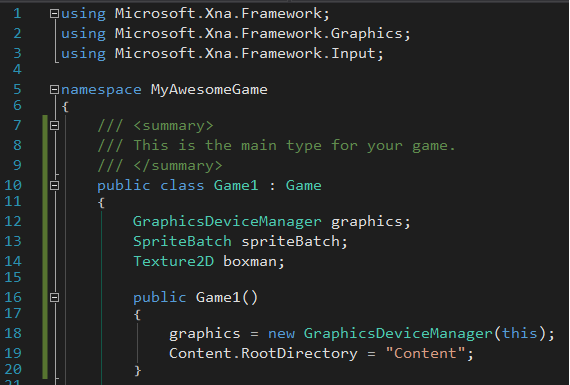 1 using Microsoft.Xna.Framework;
2 using Microsoft.Xna.Framework.Graphics;
3 using Microsoft.Xna.Framework.Input;
4
5 namespace MyAwesomeGame
6 {
7 /// <summary>
8 /// This is the main type for your game.
9 /// </summary>
10 public class Game1 : Game
11 {
12 GraphicsDeviceManager graphics;
13 SpriteBatch spriteBatch;
14 Texture2D boxman;
15
16 public Game1()
17 {
18 graphics = new GraphicsDeviceManager(this);
19 Content.RootDirectory = "Content";
20 }
21